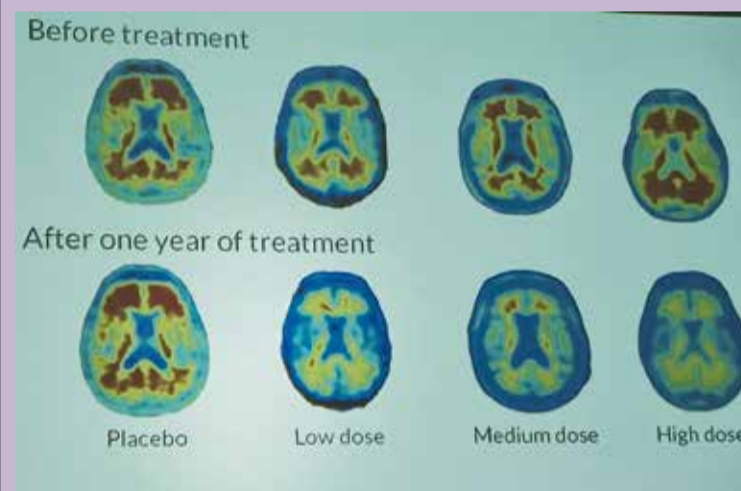 Before treatment
After one year of treatment
Placebo
Low dose
Medium dose
High dose